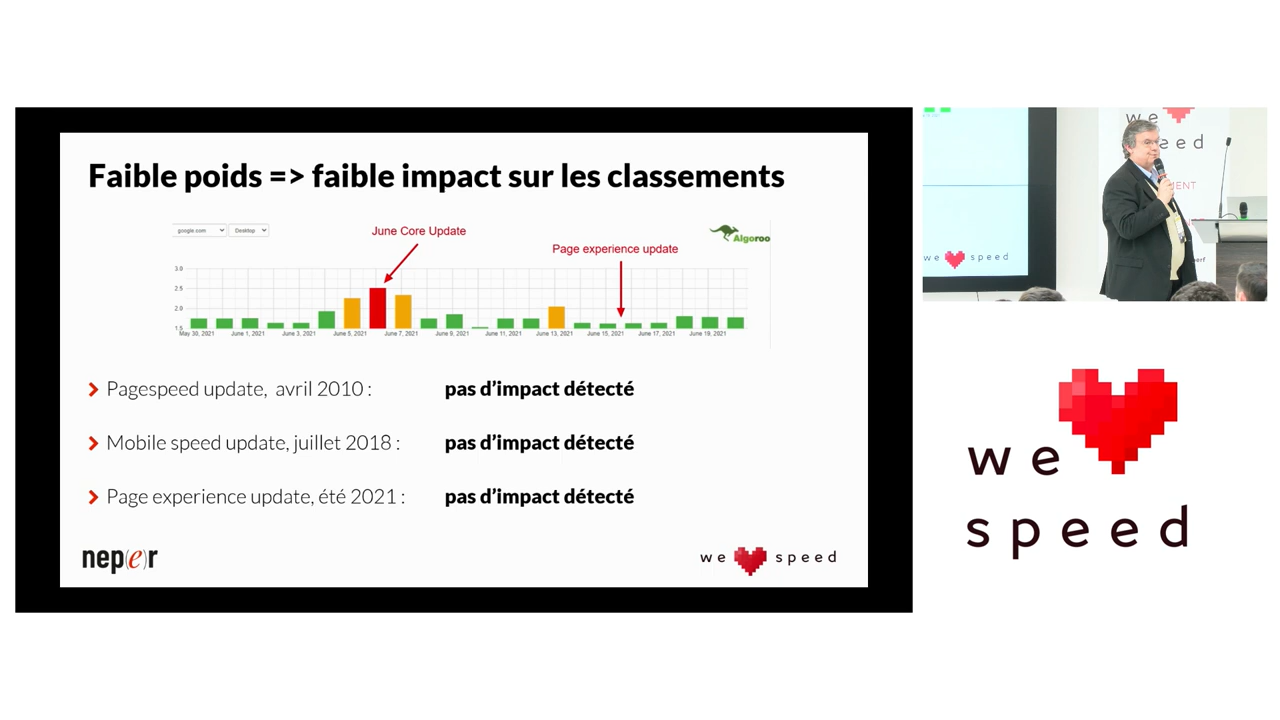 Faible poids => faible impact sur les classements
google.com
Desktop
June Core Update
Algoroo
Page experience update
3.0
2.5
2.0
1.5
May 30, 2021
June 1, 2021
June 3, 2021
June 5, 2021
June 7, 2021
June 9, 2021
June 11, 2021
June 13, 2021
June 15, 2021
June 17, 2021
June 19, 2021
Pagespeed update, avril 2010 :
pas d’impact détecté
Mobile speed update, juillet 2018 :
pas d’impact détecté
Page experience update, été 2021 :
pas d’impact détecté
nep(e)r
we speed
we
eed
ENT
we speed
we
speed